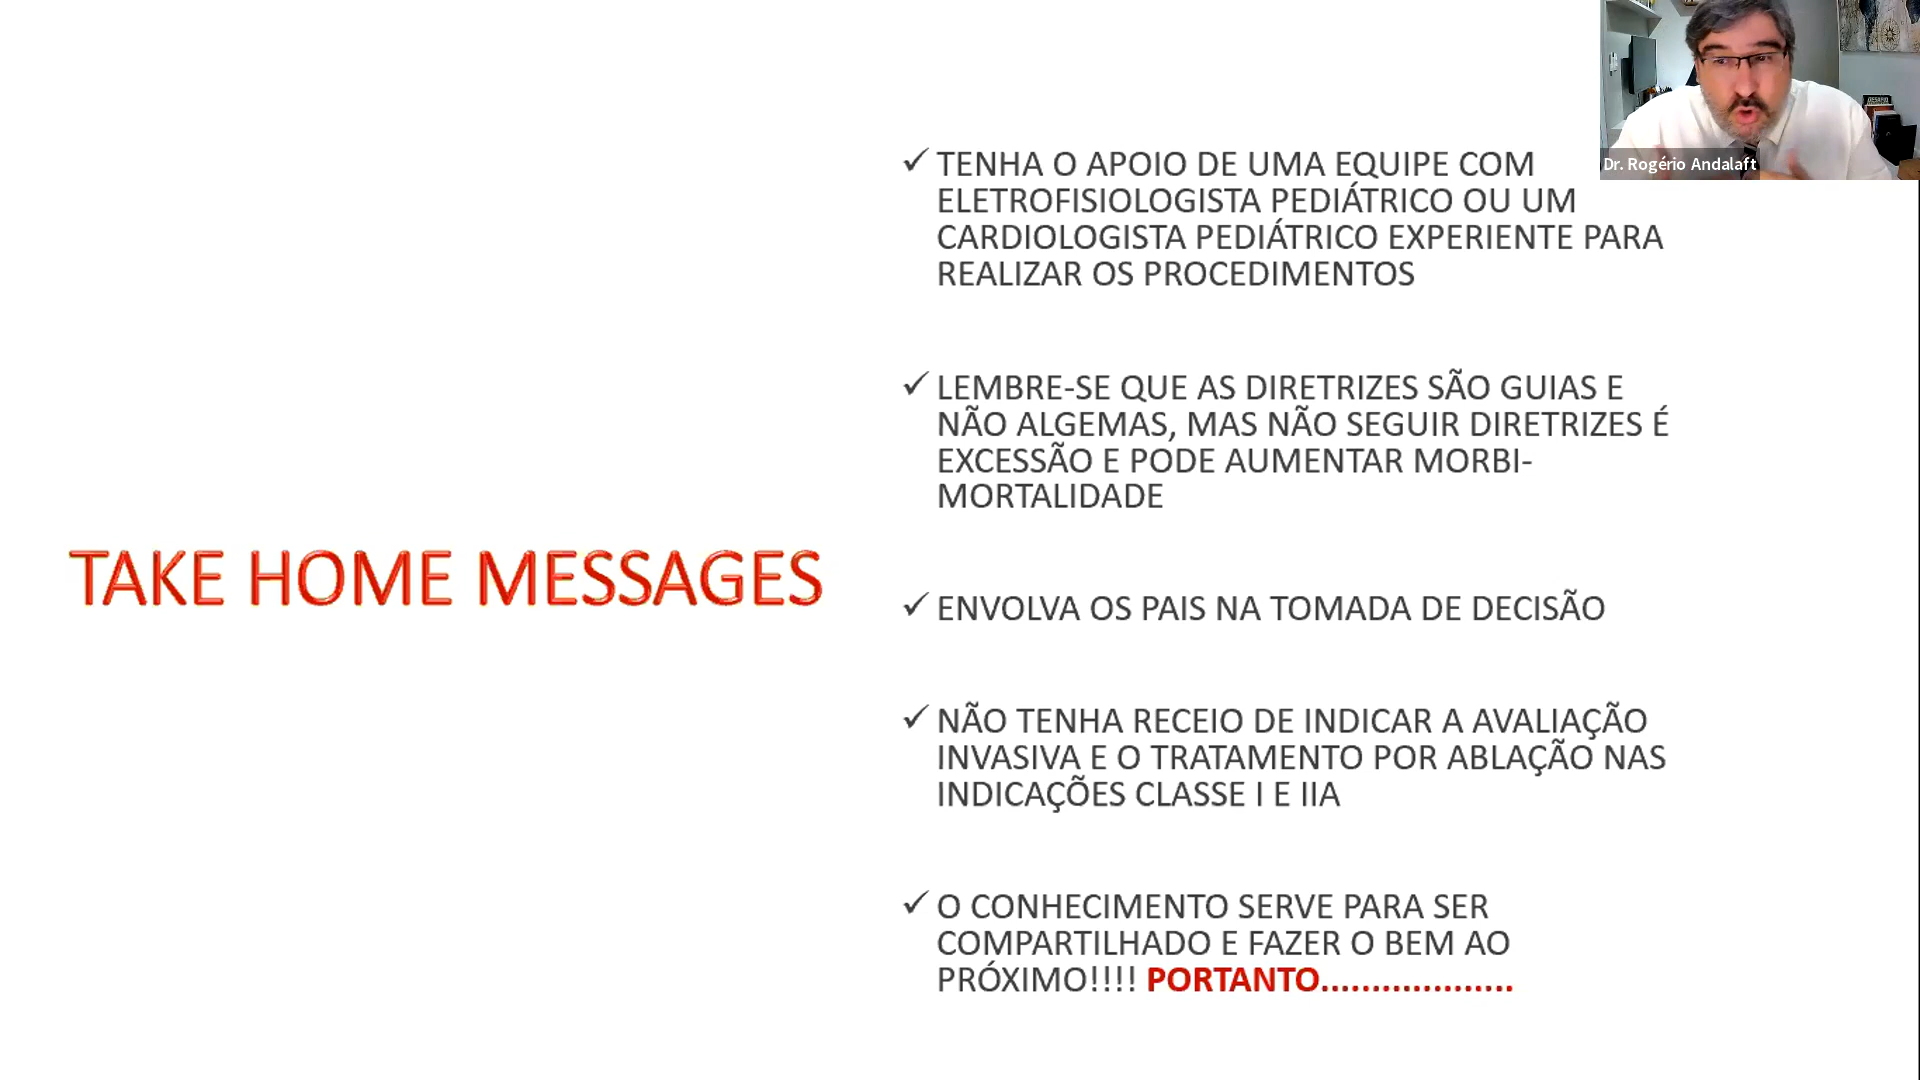 Dr. Rogério Andalaft
TAKE HOME MESSAGES
✓ TENHA O APOIO DE UMA EQUIPE COM
ELETROFISIOLOGISTA PEDIÁTRICO OU UM
CARDIOLOGISTA PEDIÁTRICO EXPERIENTE PARA
REALIZAR OS PROCEDIMENTOS
✓ LEMBRE-SE QUE AS DIRETRIZES SÃO GUIAS E
NÃO ALGEMAS, MAS NÃO SEGUIR DIRETRIZES É
EXCESSÃO E PODE AUMENTAR MORBI-
MORTALIDADE
✓ ENVOLVA OS PAIS NA TOMADA DE DECISÃO
✓ NÃO TENHA RECEIO DE INDICAR A AVALIAÇÃO
INVASIVA E O TRATAMENTO POR ABLAÇÃO NAS
INDICAÇÕES CLASSE I E IIA
✓ O CONHECIMENTO SERVE PARA SER
COMPARTILHADO E FAZER O BEM AO
PRÓXIMO!!!! PORTANTO...................